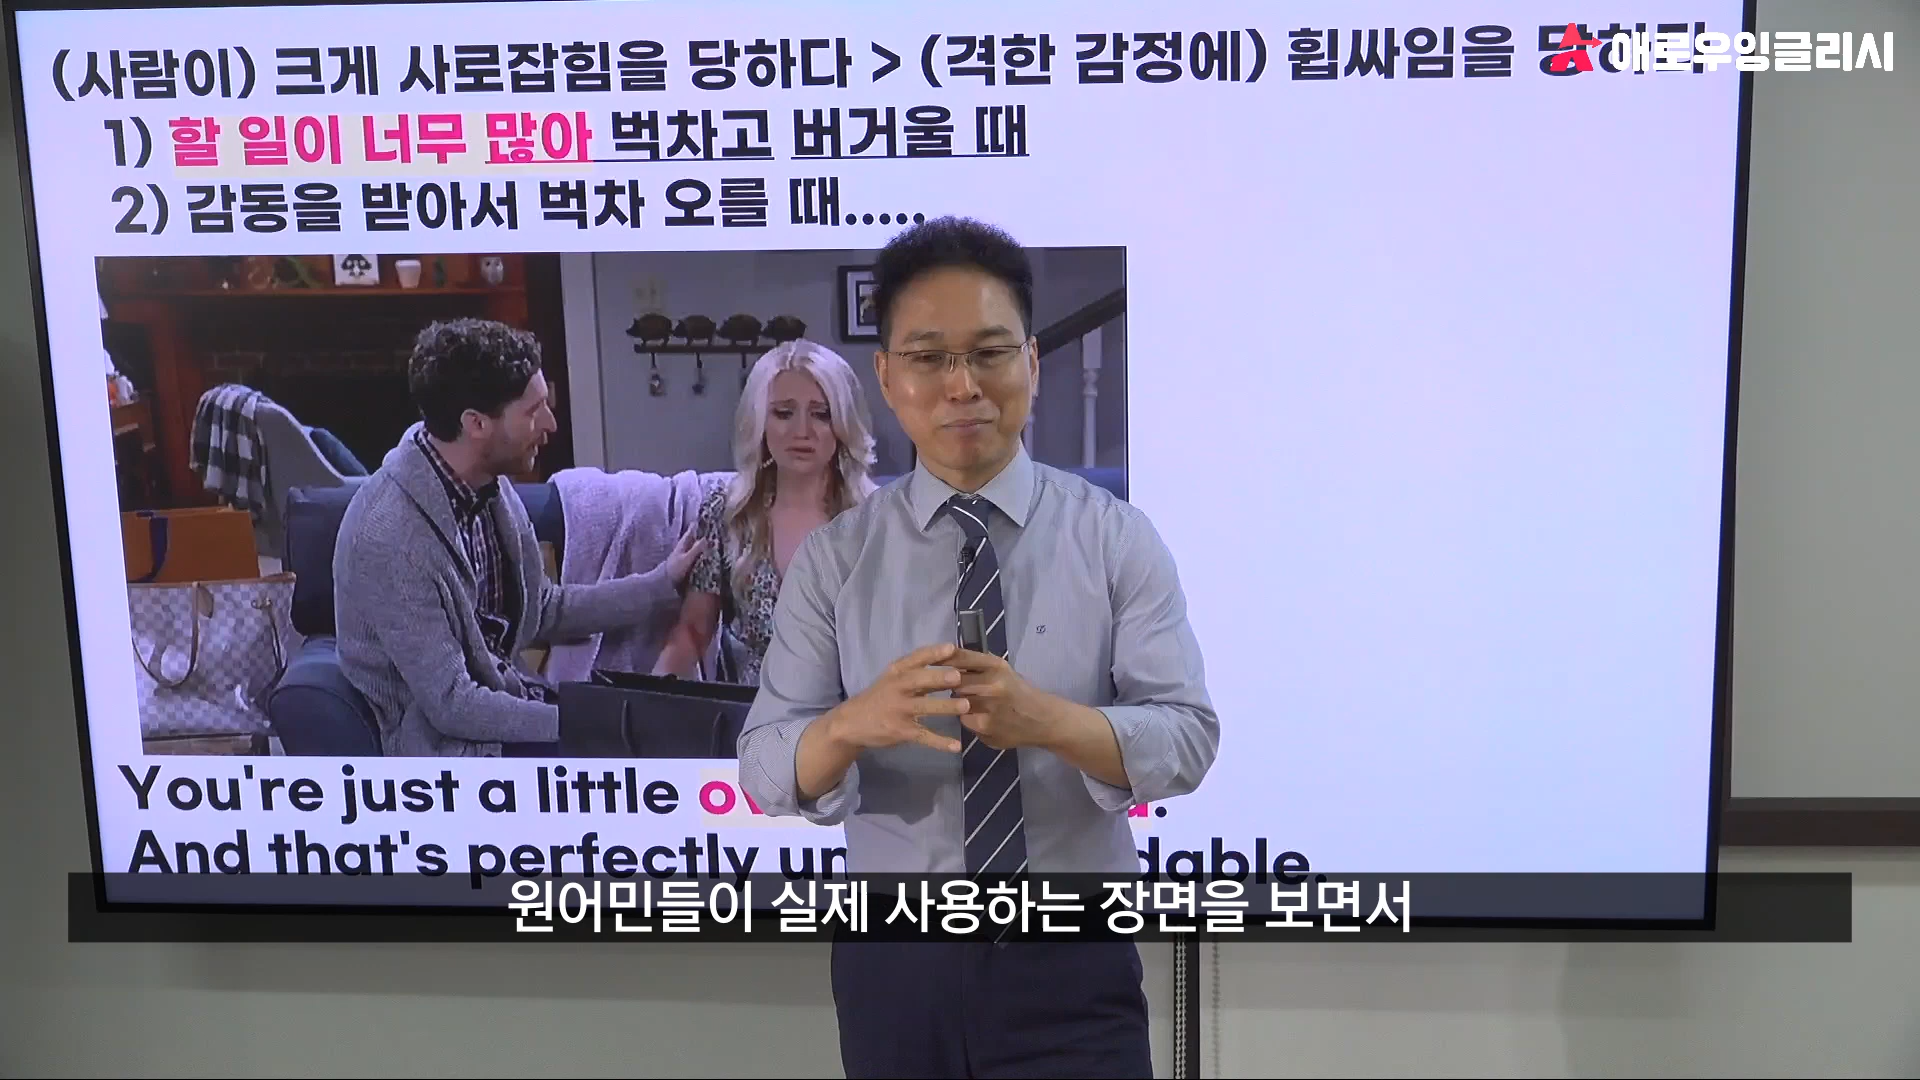 (사람이) 크게 사로잡힘을 당하다 > (격한 감정에) 휩싸임을 당하다
애로우잉글리시
1) 할 일이 너무 많아 벅차고 버거울 때
2) 감동을 받아서 벅차 오를 때.....
You're just a little
And that's perfectly
원어민들이 실제 사용하는 장면을 보면서